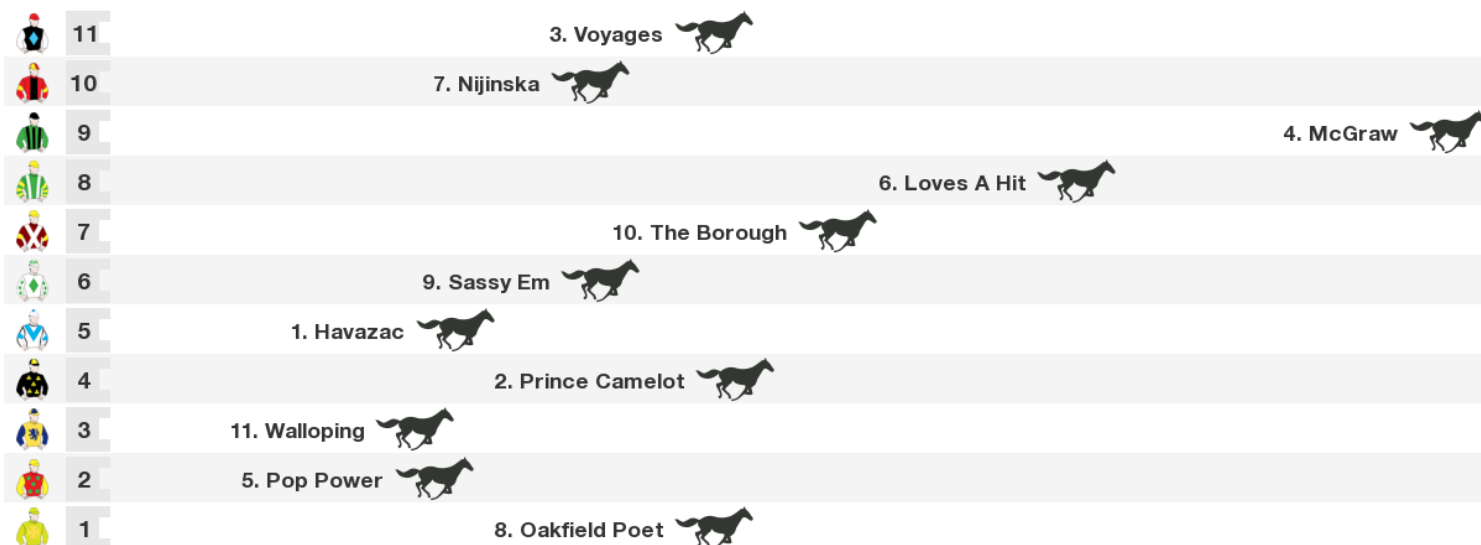 11 3. Voyages
10 7. Nijinska
9 4. McGraw
8 6. Loves A Hit
7 10. The Borough
6 9. Sassy Em
5 1. Havazac
4 2. Prince Camelot
3 11. Walloping
2 5. Pop Power
1 8. Oakfield Poet